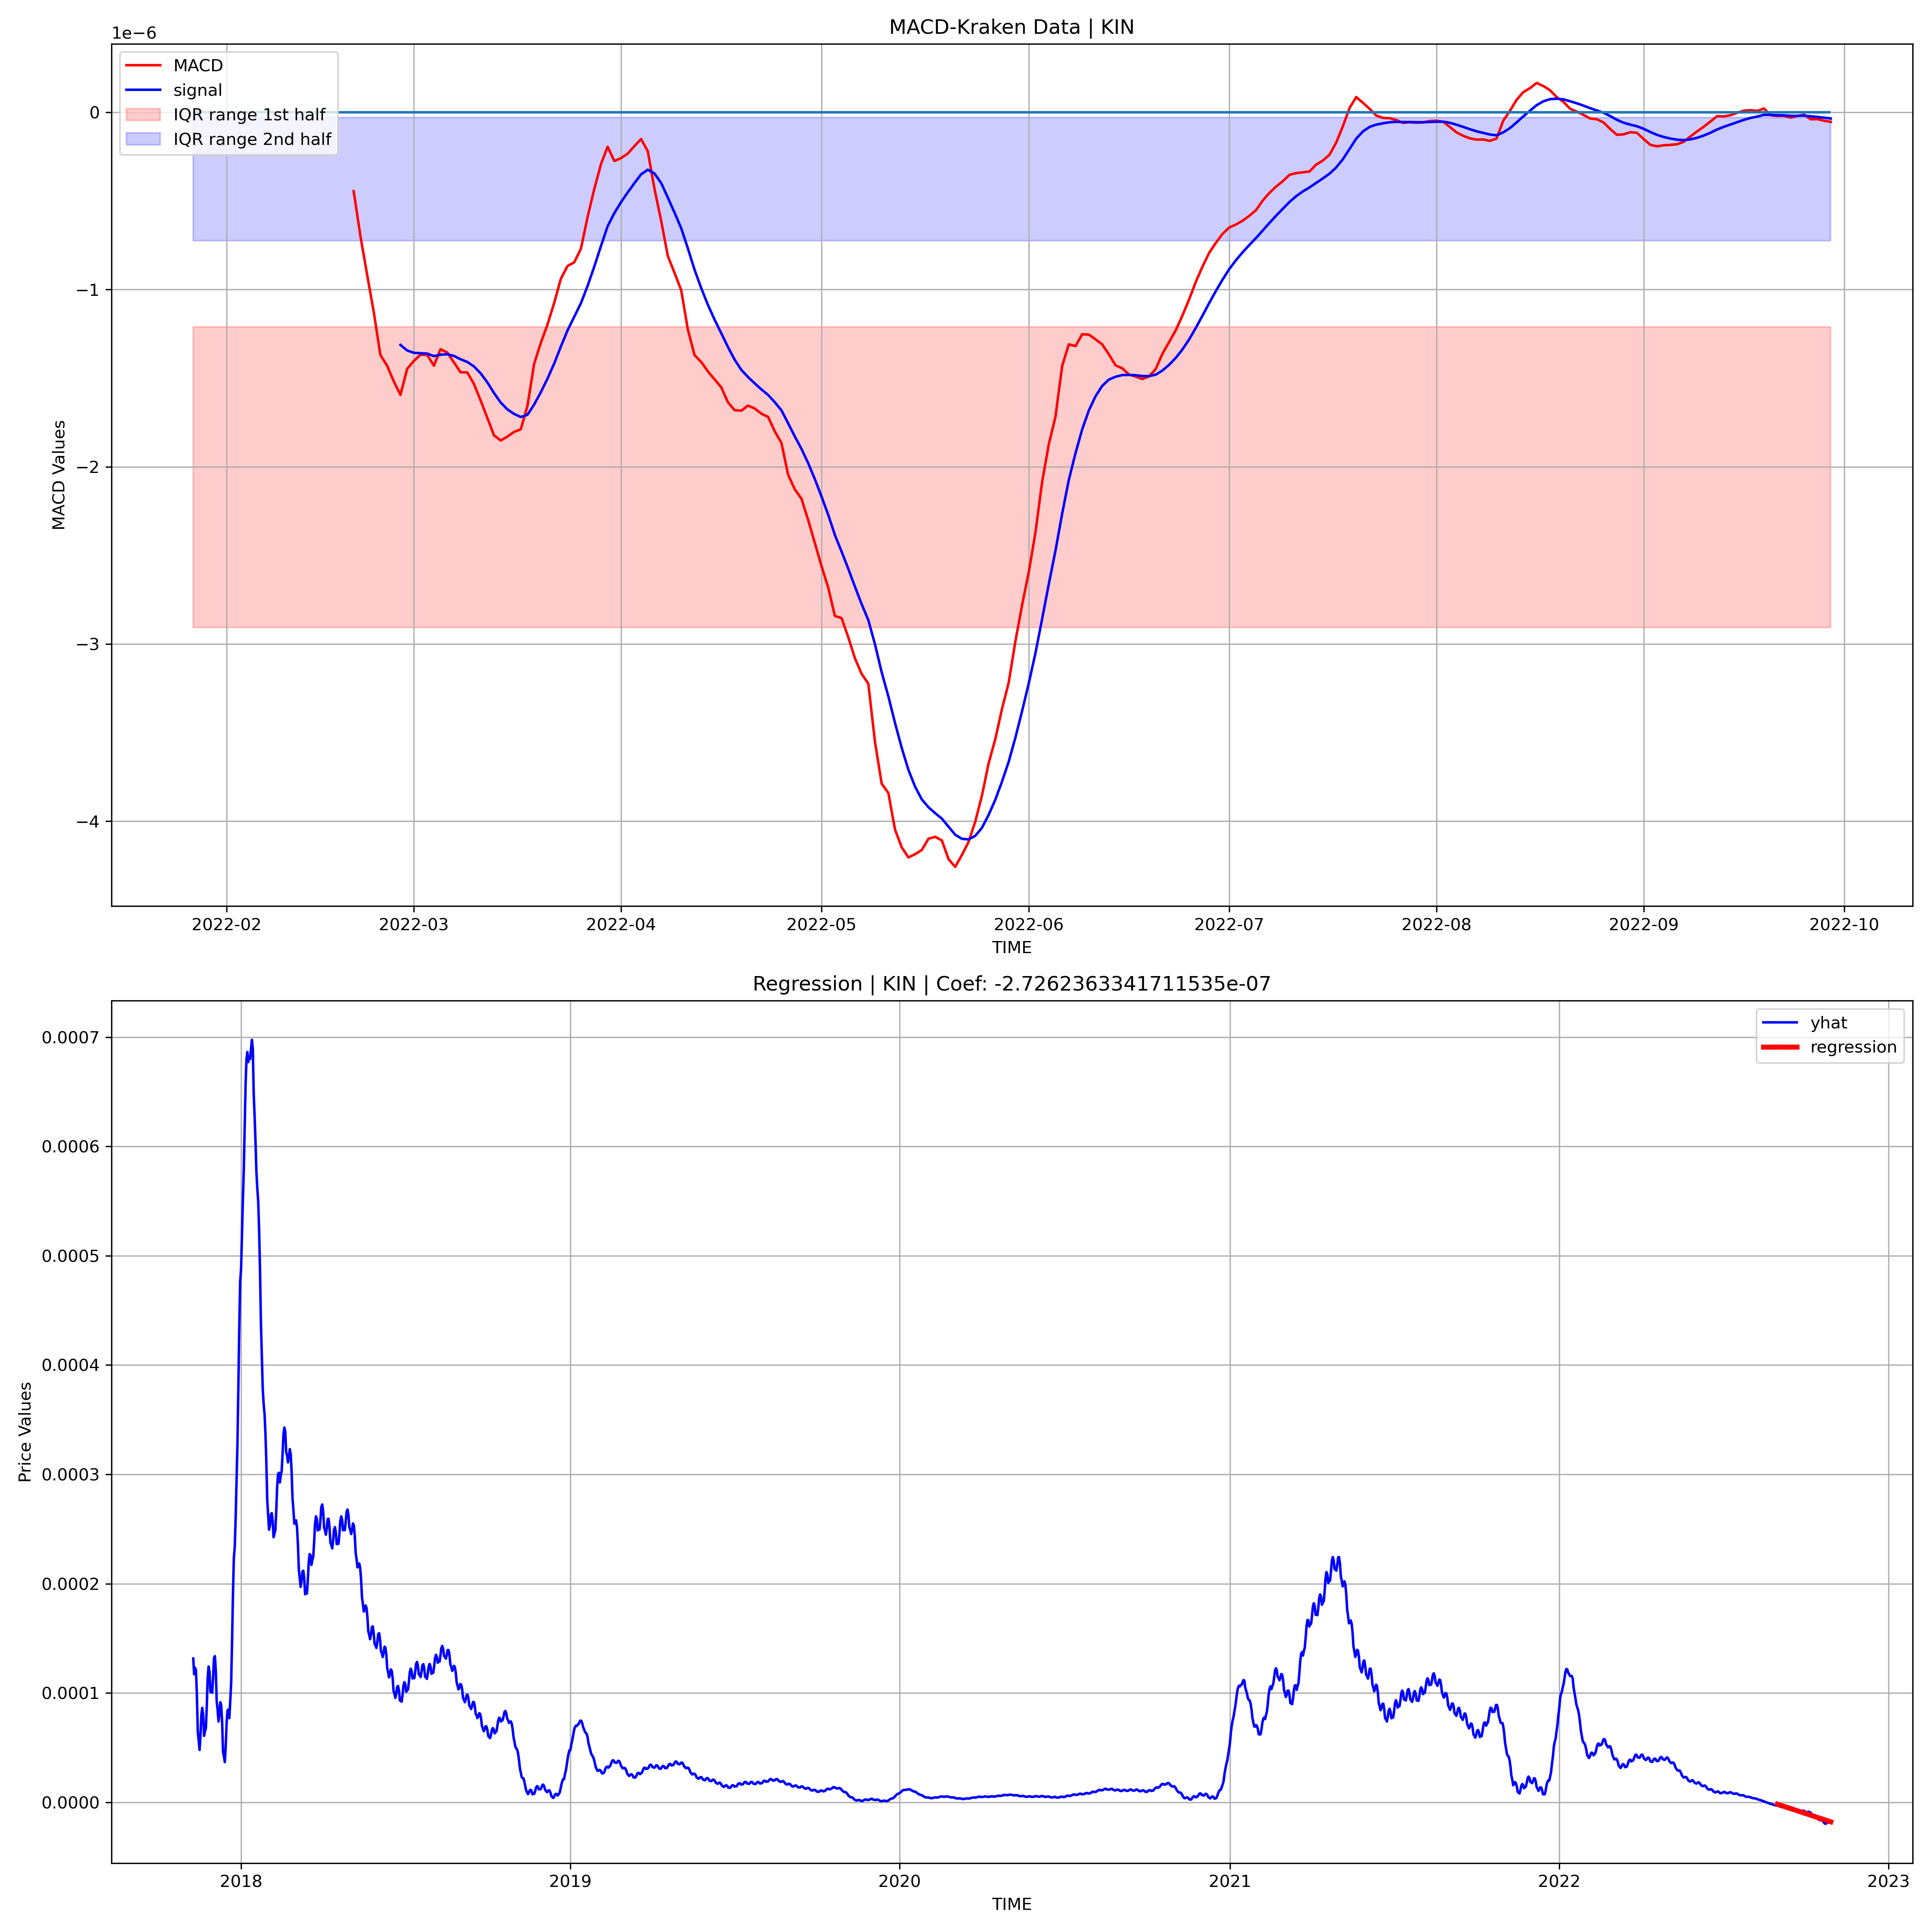 MACD-Kraken Data | KIN
1e−6
MACD
signal
IQR range 1st half
IQR range 2nd half
0
−1
−2
−3
−4
MACD Values
2022-02 2022-03 2022-04 2022-05 2022-06 2022-07 2022-08 2022-09 2022-10
TIME
Regression | KIN | Coef: -2.7262363341711535e-07
yhat
regression
0.0007
0.0006
0.0005
0.0004
0.0003
0.0002
0.0001
0.0000
Price Values
2018 2019 2020 2021 2022 2023
TIME